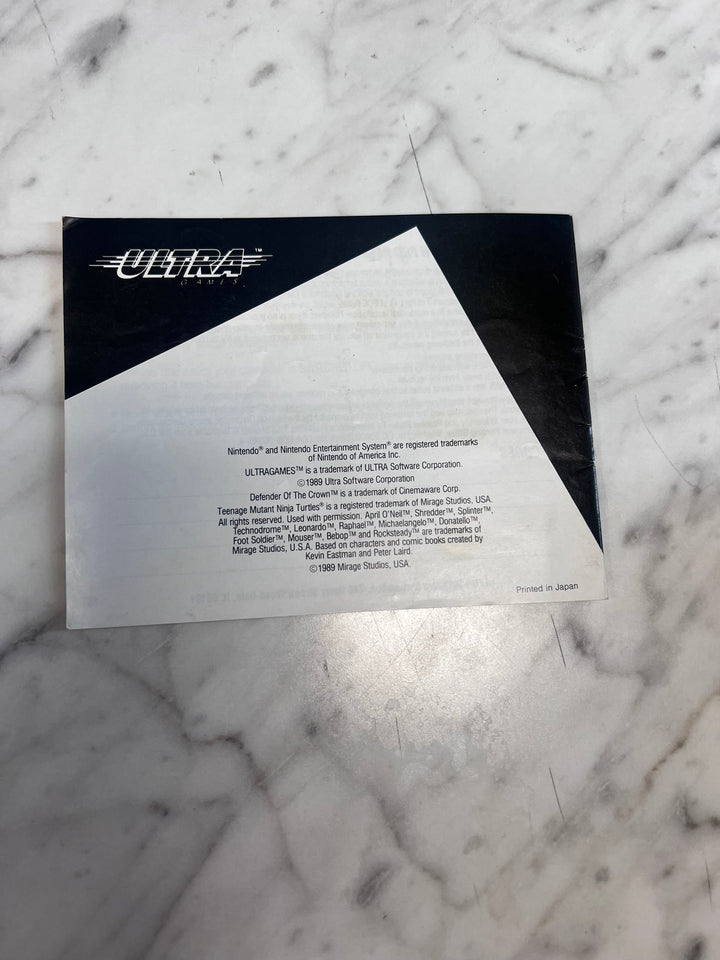 ULTRA™
GAMES
Nintendo® and Nintendo Entertainment System® are registered trademarks
of Nintendo of America Inc.
ULTRAGAMES™ is a trademark of ULTRA Software Corporation.
©1989 Ultra Software Corporation
Defender Of The Crown™ is a trademark of Cinemaware Corp.
Teenage Mutant Ninja Turtles® is a registered trademark of Mirage Studios, USA.
All rights reserved. Used with permission. April O'Neil™, Shredder™, Splinter™,
Technodrome™, Leonardo™, Raphael™, Michaelangelo™, Donatello™,
Foot Soldier™, Mouser™, Bebop™ and Rocksteady™ are trademarks of
Mirage Studios, U.S.A. Based on characters and comic books created by
Kevin Eastman and Peter Laird.
©1989 Mirage Studios, USA.
Printed in Japan